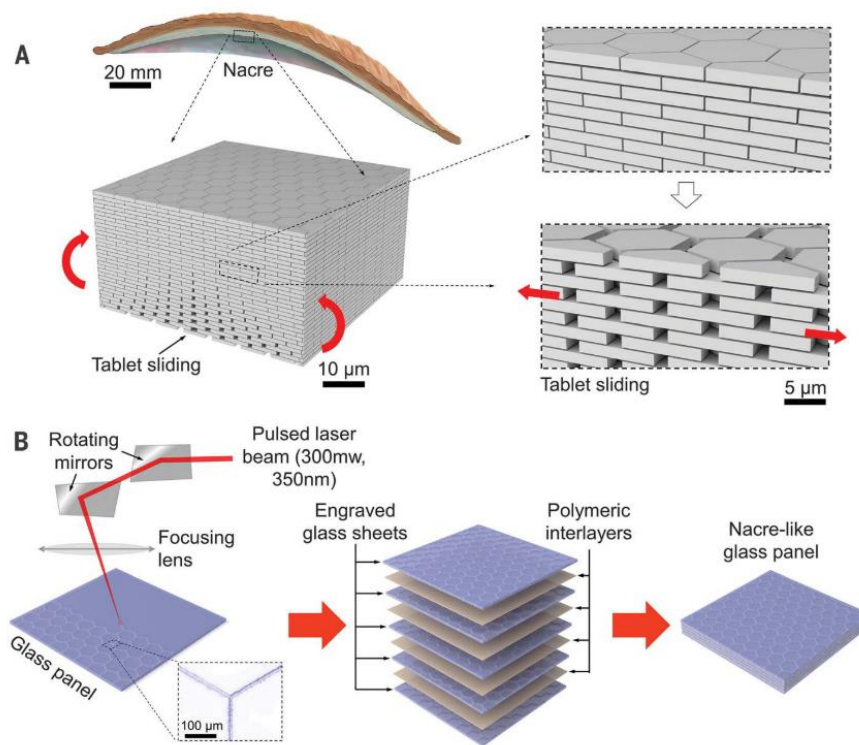 A
20 mm
Nacre
Tablet sliding
10 µm
Tablet sliding
5 µm
B
Rotating
mirrors
Pulsed laser
beam (300mw,
350nm)
Focusing
lens
Glass panel
100 µm
Engraved
glass sheets
Polymeric
interlayers
Nacre-like
glass panel